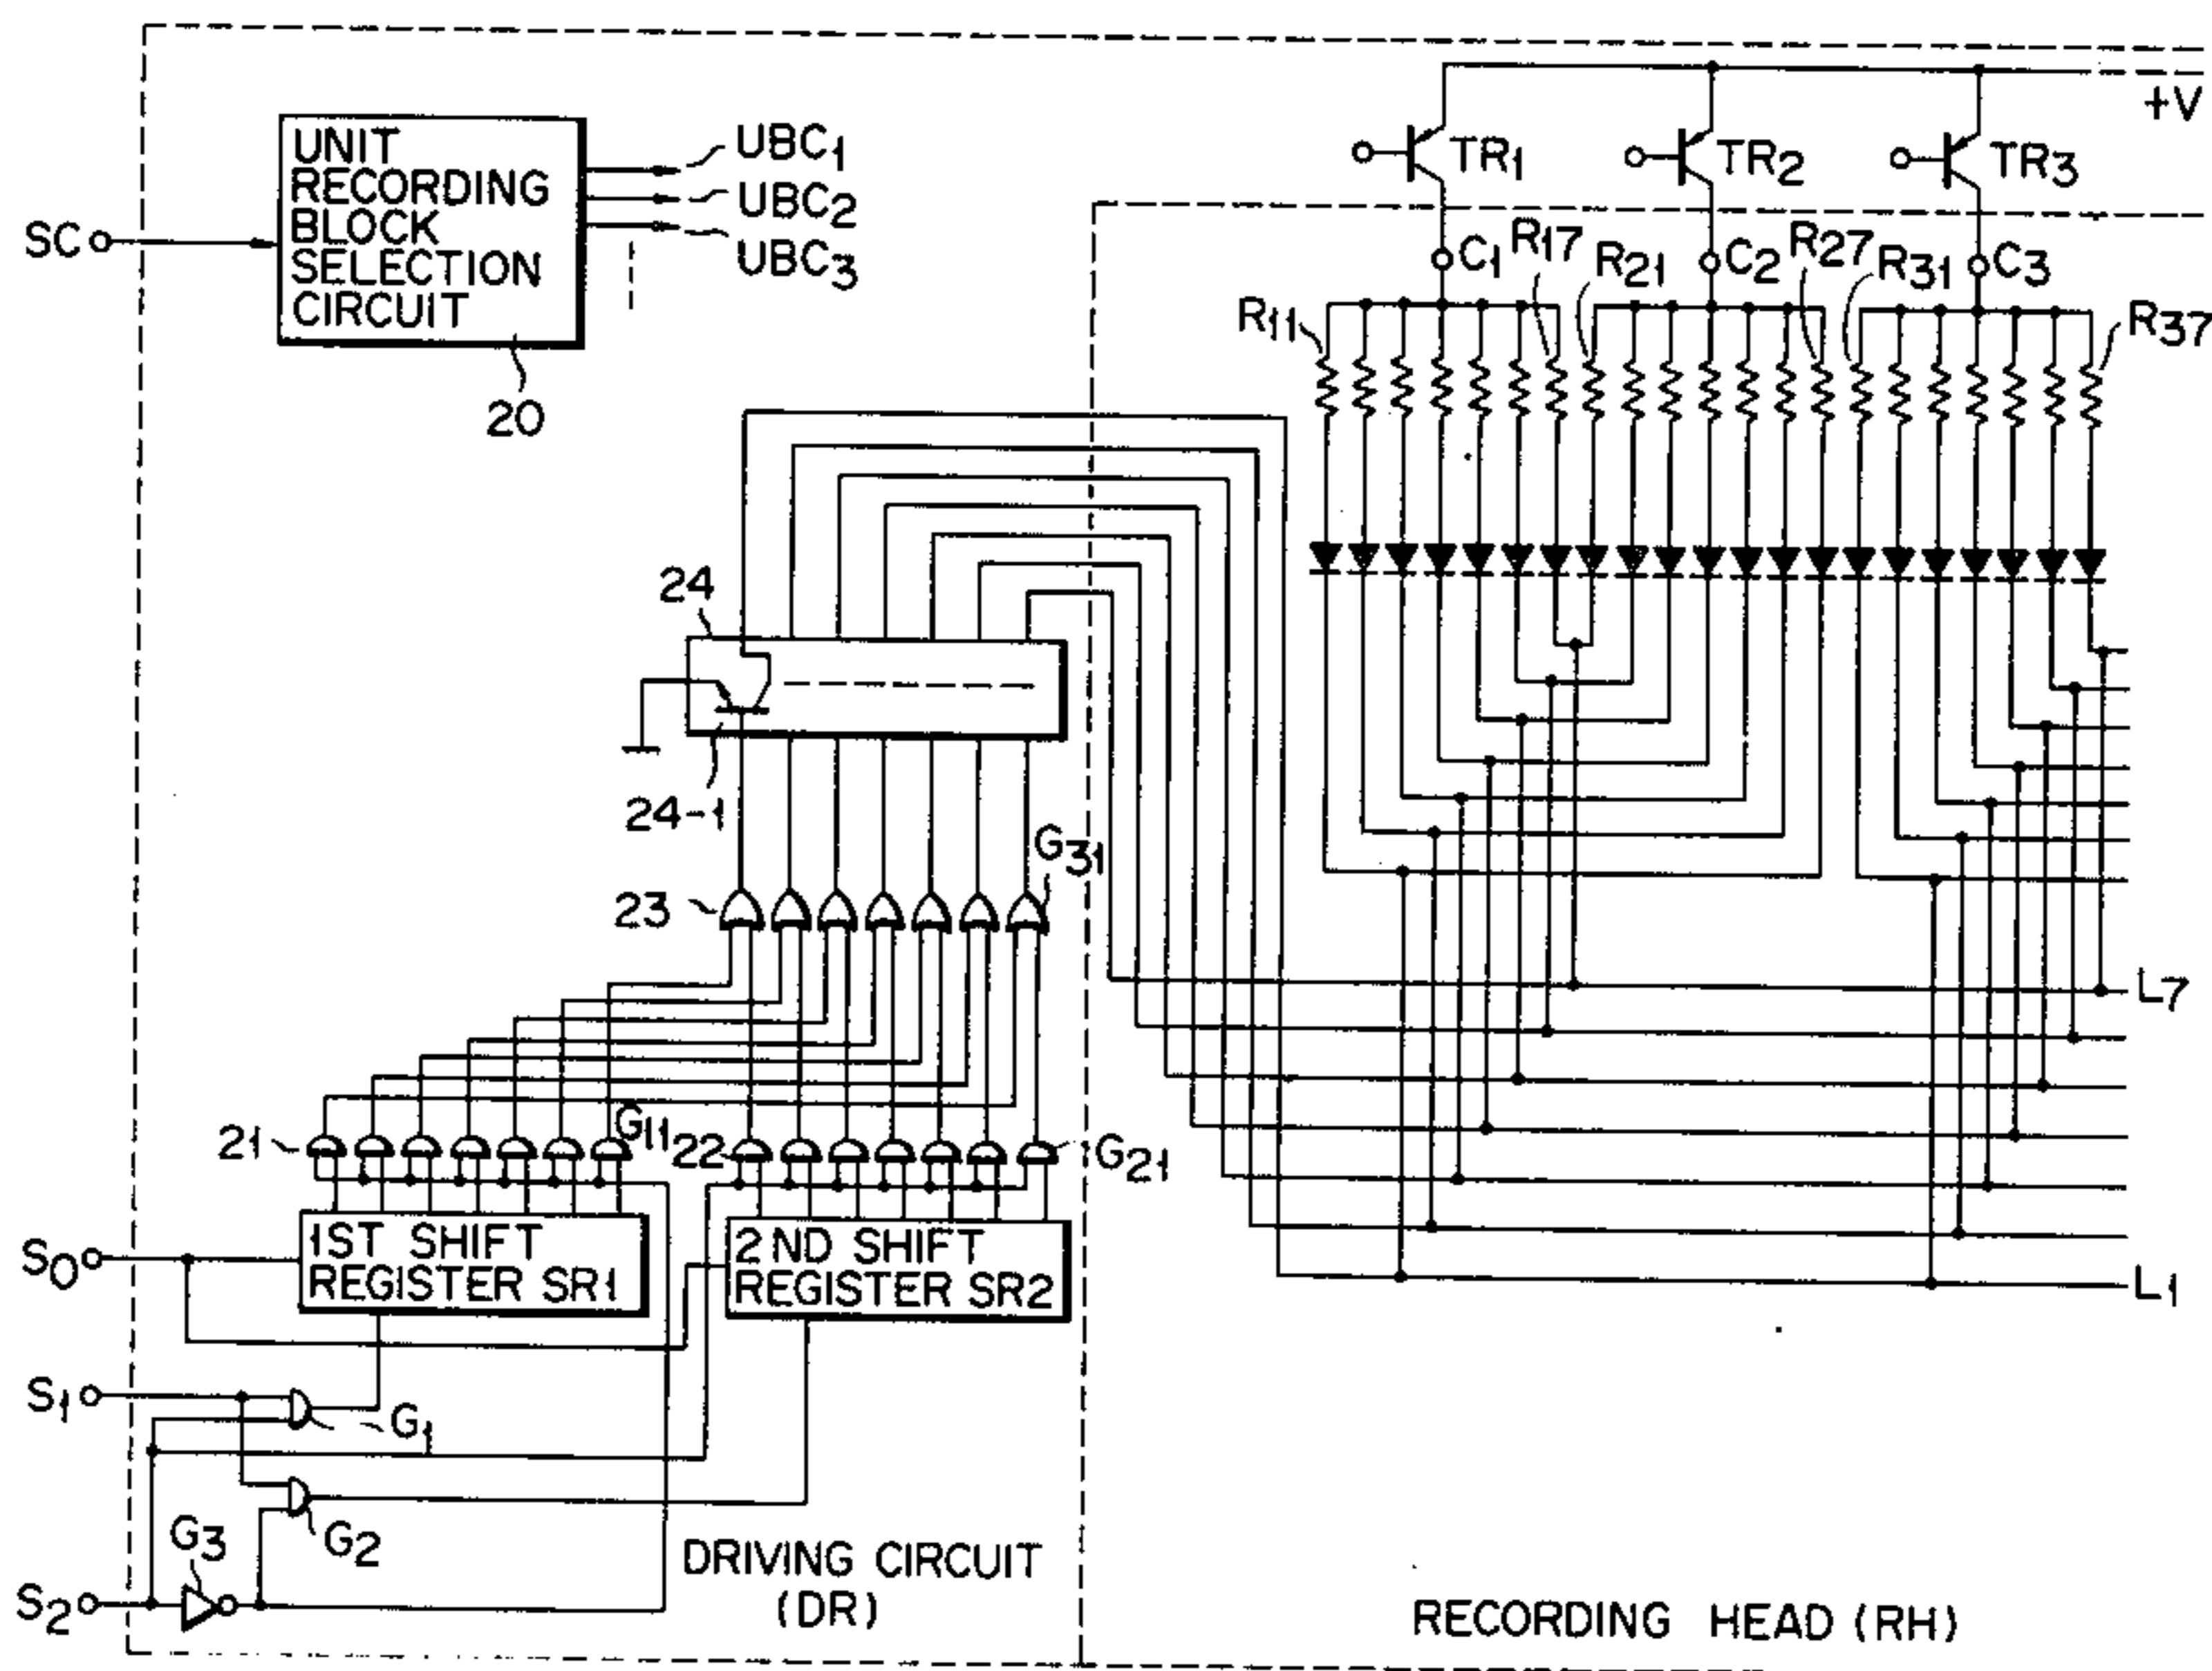 +V
UNIT
RECORDING
BLOCK
SELECTION
CIRCUIT
UBC1
UBC2
UBC3
TR1
TR2
TR3
SC
C1
R17
R21
C2
R27
R31
C3
R11
R37
20
24
24-1
G31
23
L7
21
G11
22
G21
S0
1ST SHIFT
REGISTER SR1
2ND SHIFT
REGISTER SR2
L1
S1
G1
G2
G3
S2
DRIVING CIRCUIT
(DR)
RECORDING HEAD (RH)